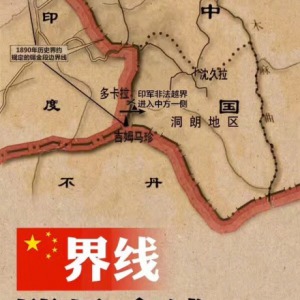 印
中
1890年历史界约
规定的锡金段边界线
沈久拉
多卡拉
印军非法越界
进入中方一侧
度
国
洞朗地区
吉姆马珍
不
丹
界线